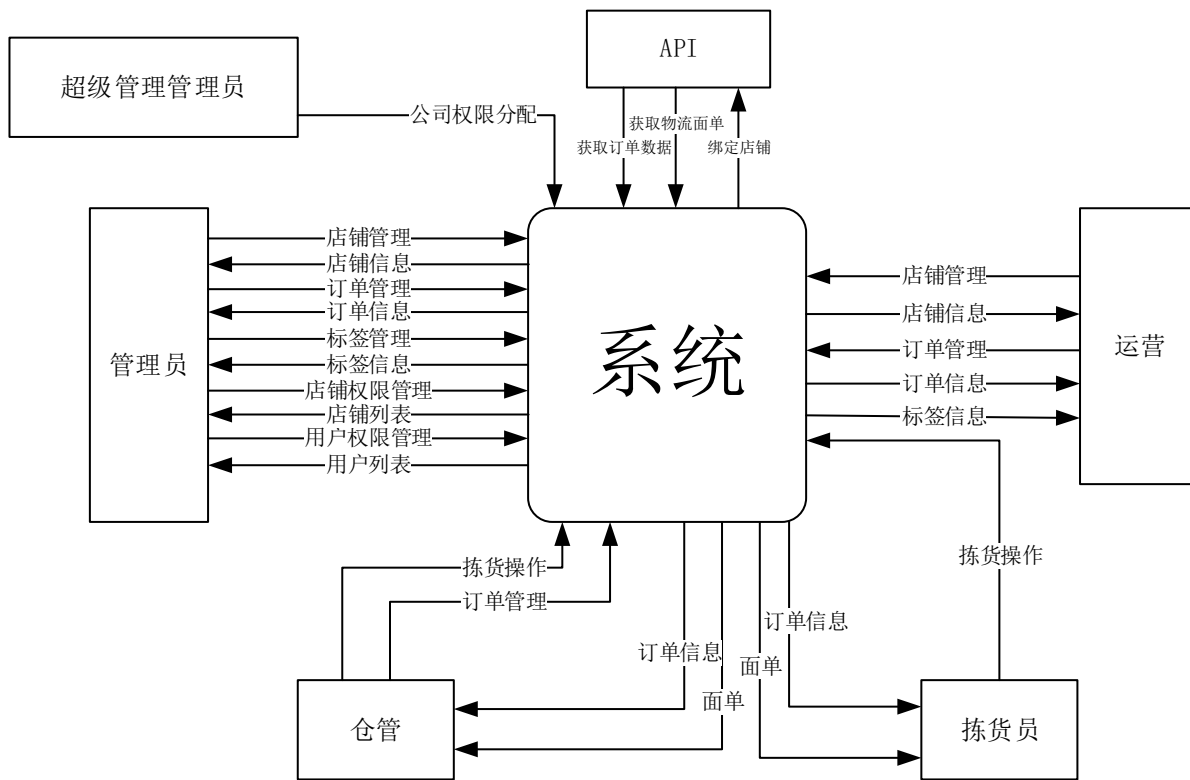 API
超级管理管理员
公司权限分配
获取物流面单
获取订单数据
绑定店铺
店铺管理
店铺信息
订单管理
订单信息
标签管理
标签信息
店铺权限管理
店铺列表
用户权限管理
用户列表
管理员
系统
店铺管理
店铺信息
订单管理
订单信息
标签信息
运营
拣货操作
订单管理
订单信息
面单
面单
订单信息
拣货操作
仓管
拣货员